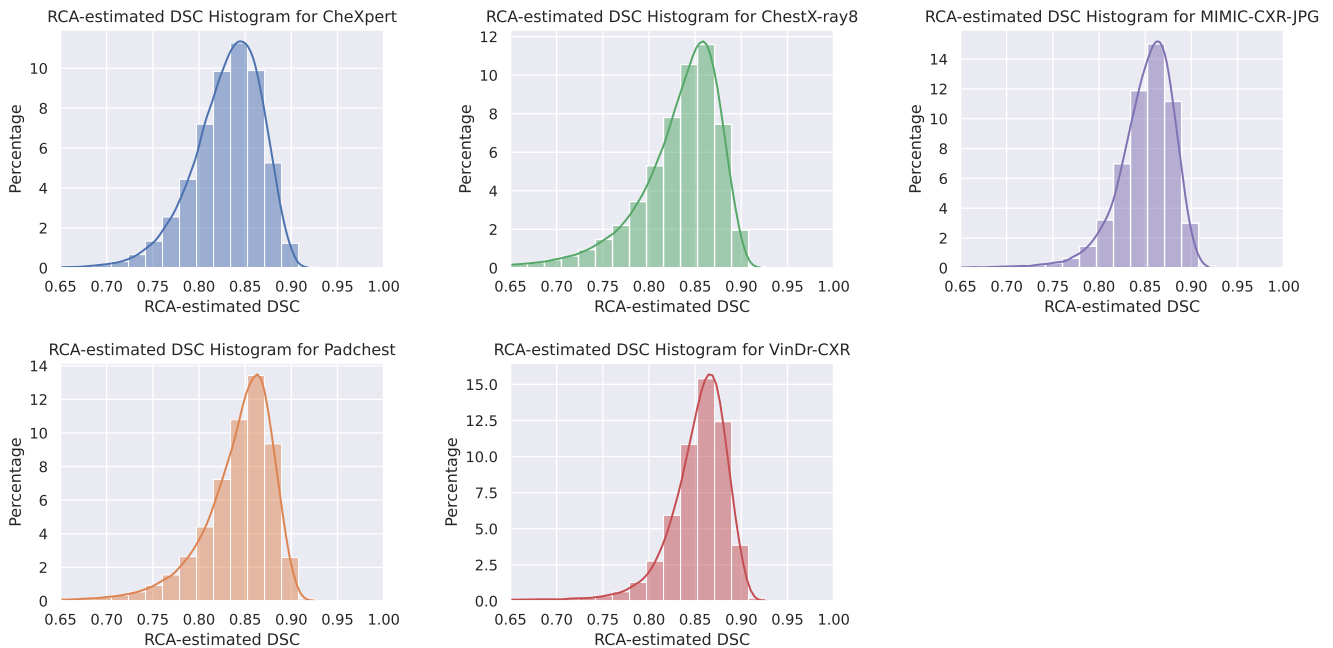 RCA-estimated DSC Histogram for CheXpert
Percentage
10
8
6
4
2
0
0.65 0.70 0.75 0.80 0.85 0.90 0.95 1.00
RCA-estimated DSC
RCA-estimated DSC Histogram for ChestX-ray8
Percentage
12
10
8
6
4
2
0
0.65 0.70 0.75 0.80 0.85 0.90 0.95 1.00
RCA-estimated DSC
RCA-estimated DSC Histogram for MIMIC-CXR-JPG
Percentage
14
12
10
8
6
4
2
0
0.65 0.70 0.75 0.80 0.85 0.90 0.95 1.00
RCA-estimated DSC
RCA-estimated DSC Histogram for Padchest
Percentage
14
12
10
8
6
4
2
0
0.65 0.70 0.75 0.80 0.85 0.90 0.95 1.00
RCA-estimated DSC
RCA-estimated DSC Histogram for VinDr-CXR
Percentage
15.0
12.5
10.0
7.5
5.0
2.5
0.0
0.65 0.70 0.75 0.80 0.85 0.90 0.95 1.00
RCA-estimated DSC